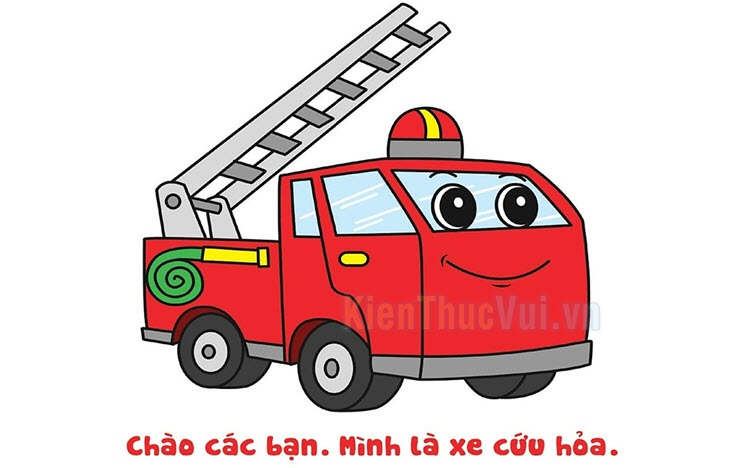 KienThucVui.vn
Chào các bạn. Mình là xe cứu hỏa.